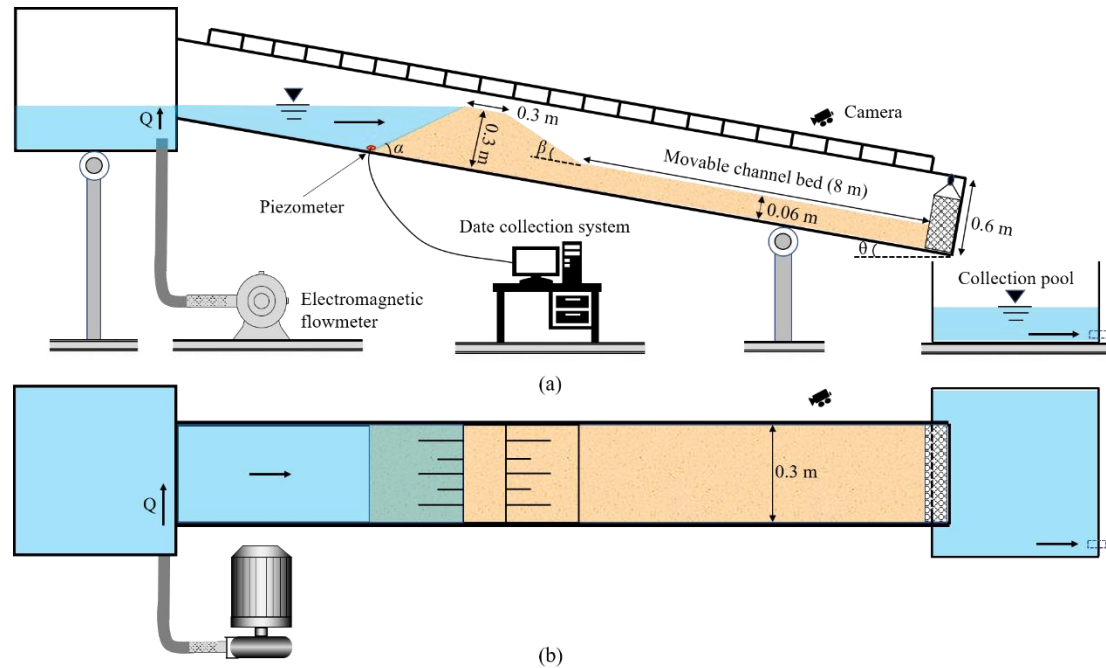 Q
0.3 m
Camera
0.3 m
α
β
Movable channel bed (8 m)
Piezometer
0.06 m
0.6 m
Date collection system
θ
Electromagnetic
flowmeter
Collection pool
(a)
Q
0.3 m
(b)